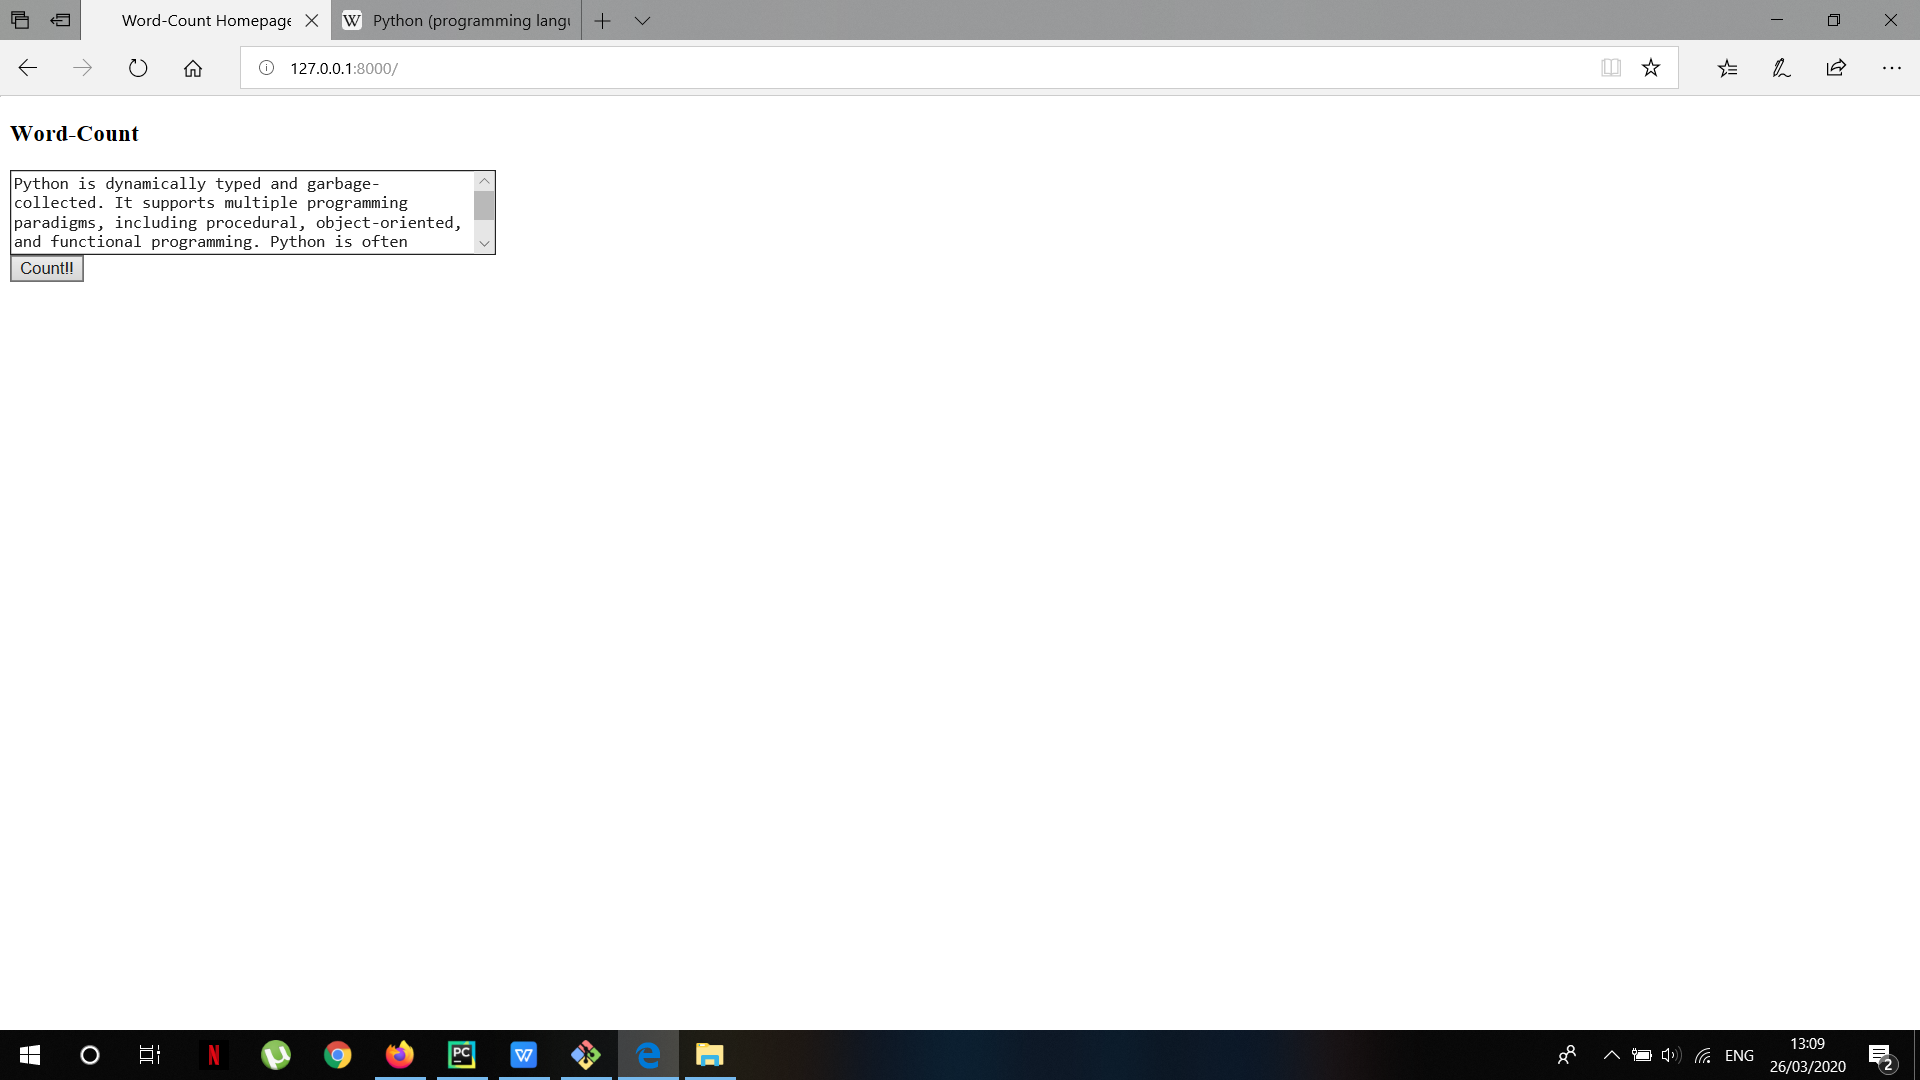 Word-Count Homepage
W Python (programming langu
127.0.0.1:8000/
Word-Count
Python is dynamically typed and garbage-
collected. It supports multiple programming
paradigms, including procedural, object-oriented,
and functional programming. Python is often
Count!!
N
PC
W
ENG
13:09
26/03/2020
2